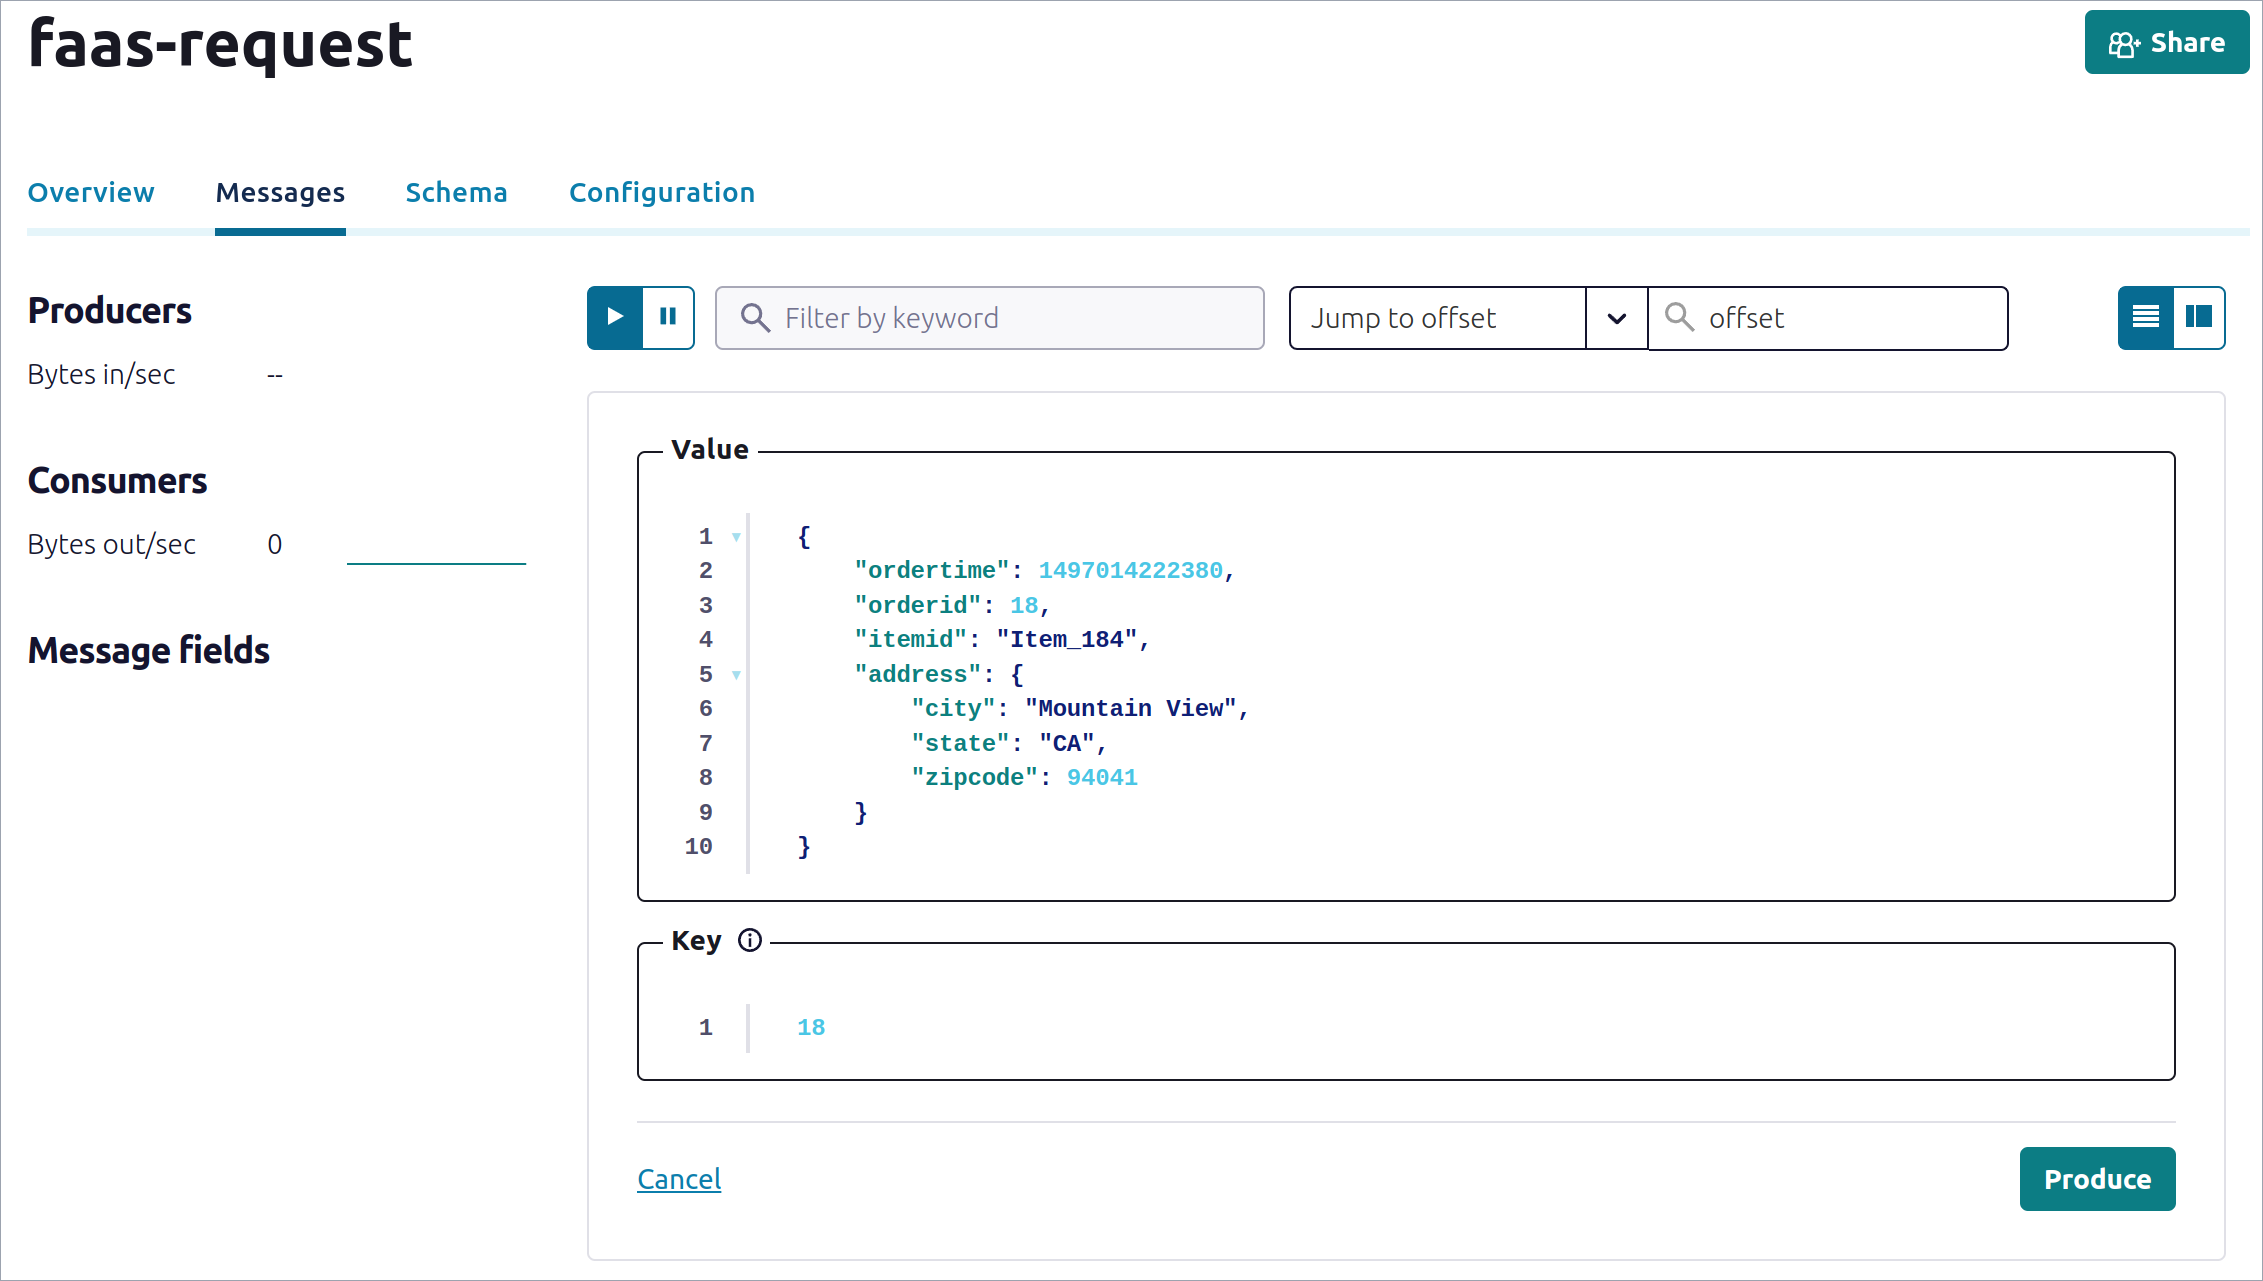 faas-request
Share
Overview Messages Schema Configuration
Producers
Bytes in/sec --
Consumers
Bytes out/sec 0
Message fields
Filter by keyword
Jump to offset
offset
Value
1 {
2     "ordertime": 1497014222380,
3     "orderid": 18,
4     "itemid": "Item_184",
5     "address": {
6         "city": "Mountain View",
7         "state": "CA",
8         "zipcode": 94041
9     }
10 }
Key
1 18
Cancel
Produce